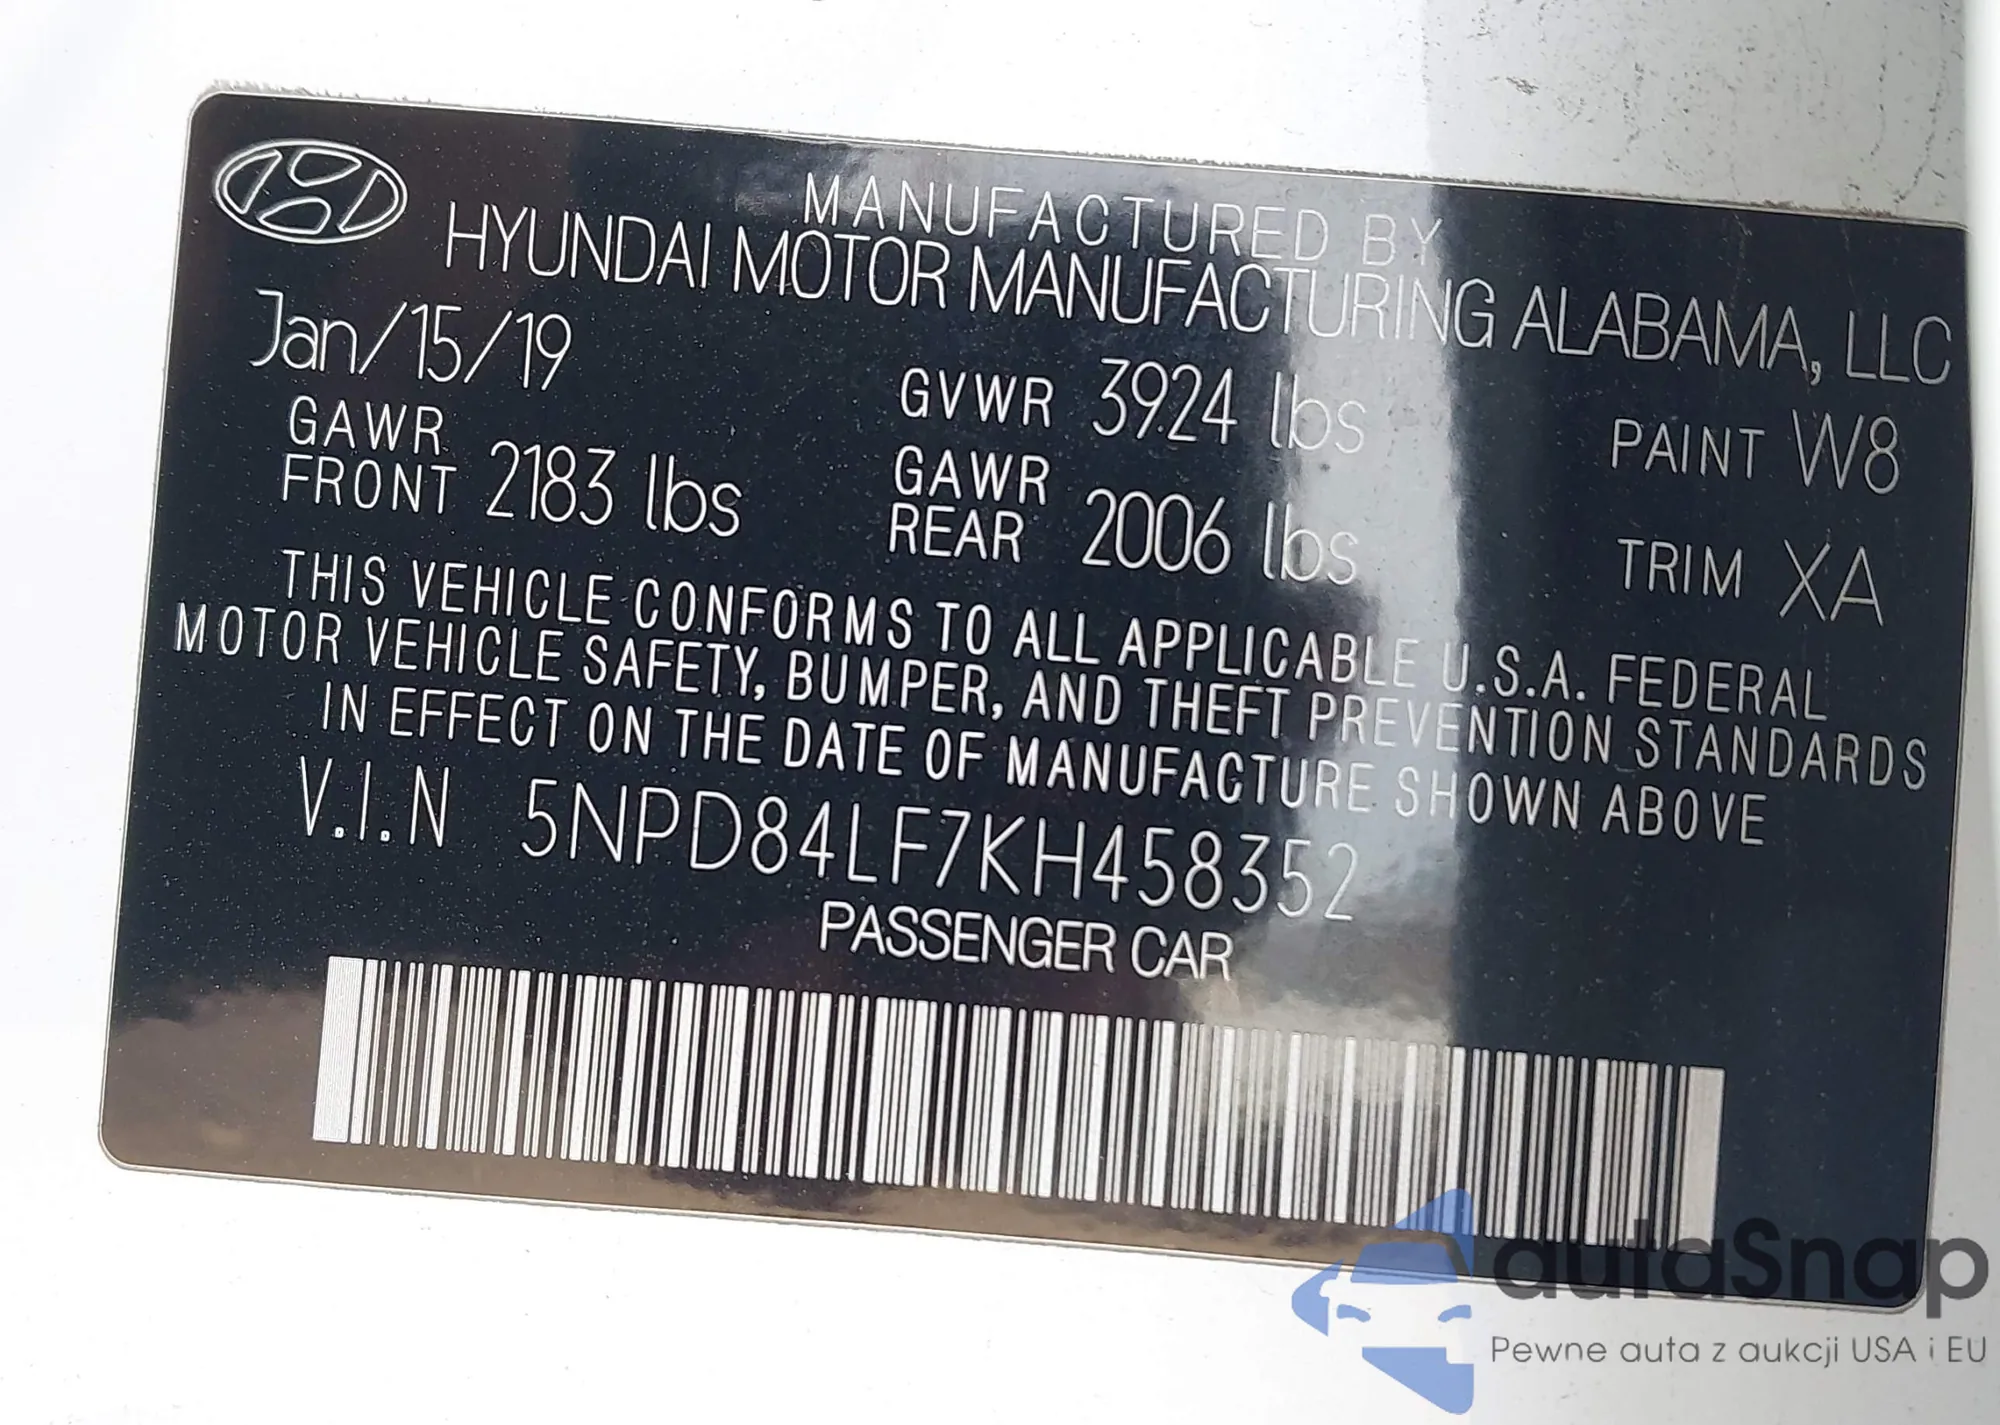 MANUFACTURED BY
HYUNDAI MOTOR MANUFACTURING ALABAMA, LLC
Jan/15/19
GVWR 3924 lbs
PAINT W8
GAWR
FRONT 2183 lbs
GAWR
REAR 2006 lbs
TRIM XA
THIS VEHICLE CONFORMS TO ALL APPLICABLE U.S.A. FEDERAL
MOTOR VEHICLE SAFETY, BUMPER, AND THEFT PREVENTION STANDARDS
IN EFFECT ON THE DATE OF MANUFACTURE SHOWN ABOVE
V.I.N 5NPD84LF7KH458352
PASSENGER CAR
autaSnap
Pewne auta z aukcji USA i EU